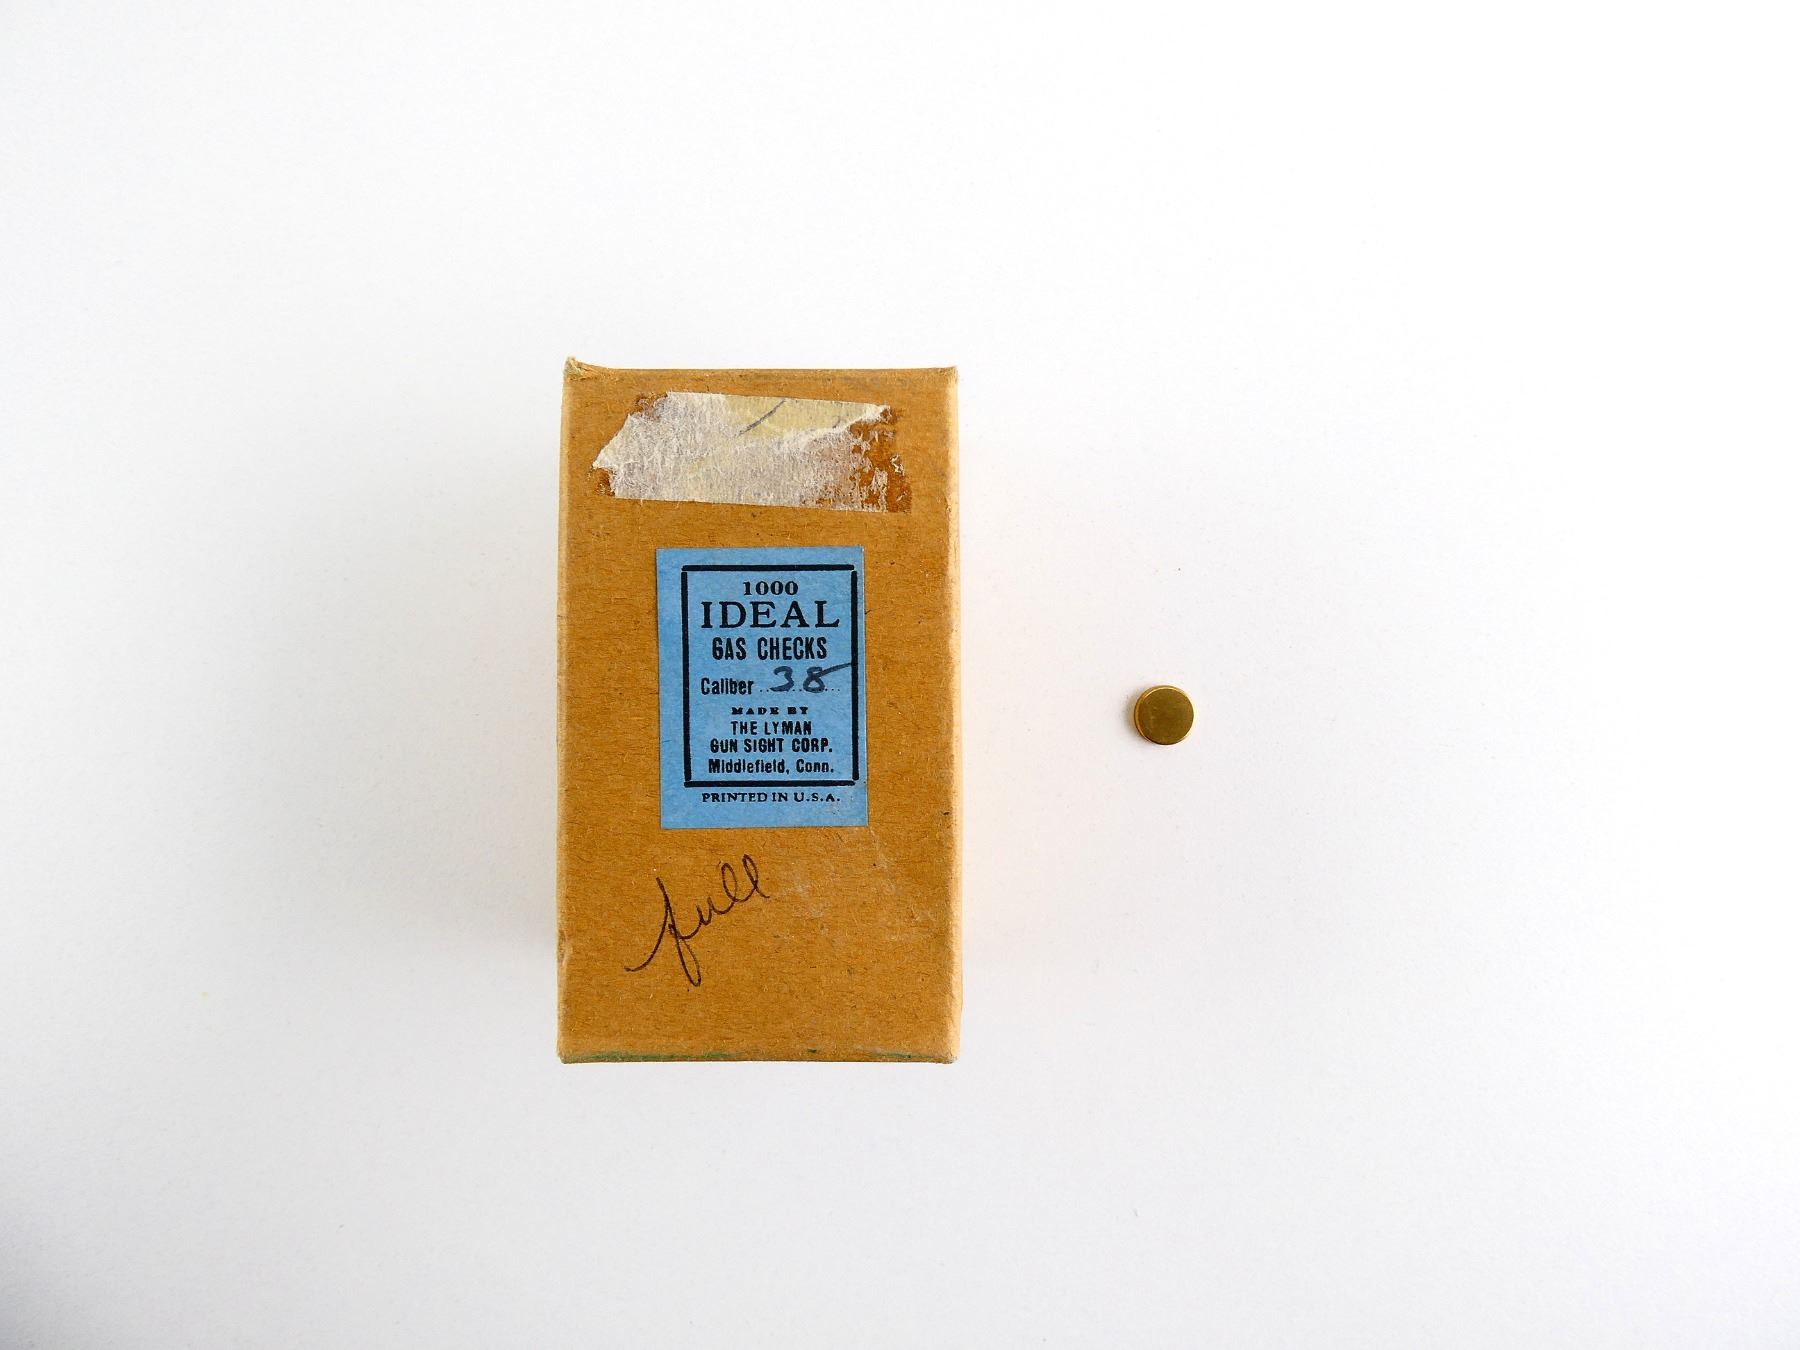 1000
IDEAL
GAS CHECKS
Caliber 38
MADE BY
THE LYMAN
GUN SIGHT CORP.
Middlefield, Conn.
PRINTED IN U.S.A.
full